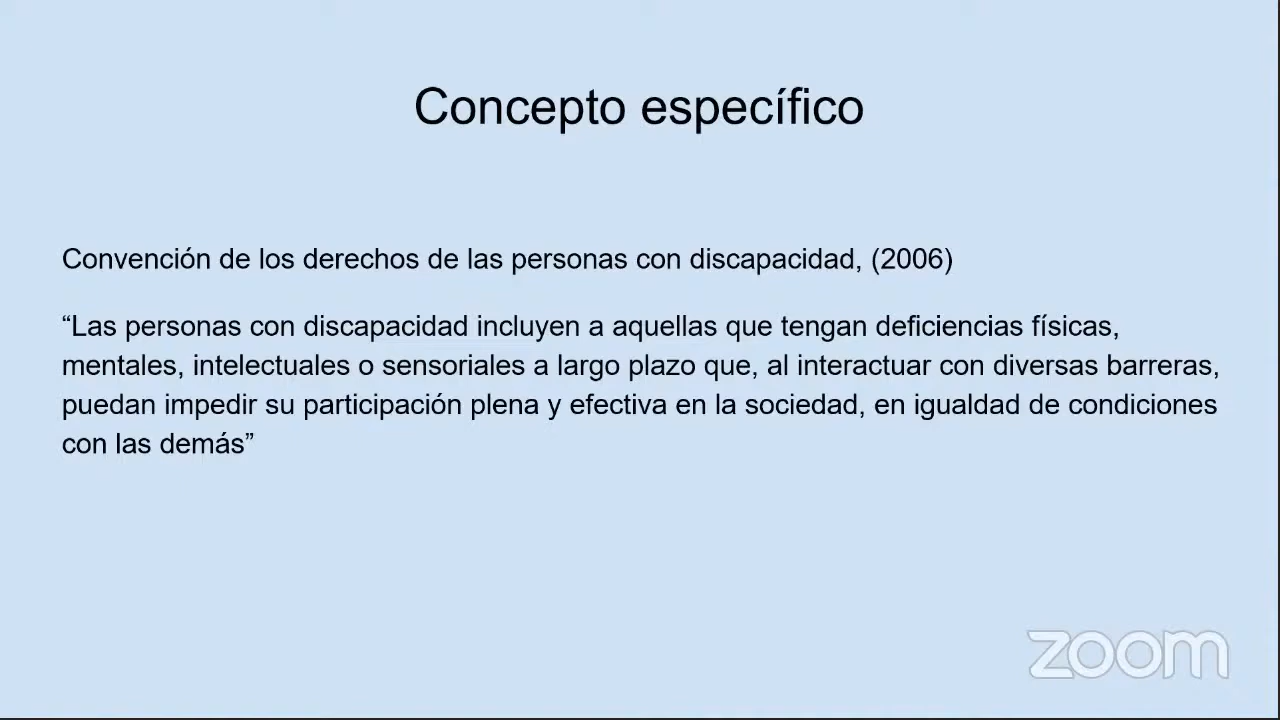 Concepto específico
Convención de los derechos de las personas con discapacidad, (2006)
“Las personas con discapacidad incluyen a aquellas que tengan deficiencias físicas,
mentales, intelectuales o sensoriales a largo plazo que, al interactuar con diversas barreras,
puedan impedir su participación plena y efectiva en la sociedad, en igualdad de condiciones
con las demás”
zoom